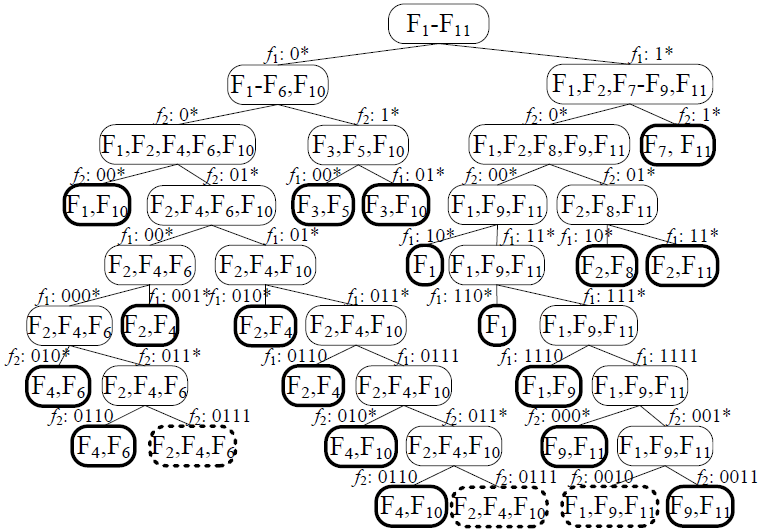 F₁-F₁₁
f₁: 0* f₁: 1*
F₁-F₆,F₁₀ F₁,F₂,F₇-F₉,F₁₁
f₂: 0* f₂: 1* f₂: 0* f₂: 1*
F₁,F₂,F₄,F₆,F₁₀ F₃,F₅,F₁₀ F₁,F₂,F₈,F₉,F₁₁ F₇, F₁₁
f₂: 00* f₂: 01* f₁: 00* f₁: 01* f₂: 00* f₂: 01*
F₁,F₁₀ F₂,F₄,F₆,F₁₀ F₃,F₅ F₃,F₁₀ F₁,F₉,F₁₁ F₂,F₈,F₁₁
f₁: 00* f₁: 01* f₁: 10* f₁: 11* f₁: 10* f₁: 11*
F₂,F₄,F₆ F₂,F₄,F₁₀ F₁ F₁,F₉,F₁₁ F₂,F₈ F₂,F₁₁
f₁: 000* f₁: 001* f₁: 010* f₁: 011* f₁: 110* f₁: 111*
F₂,F₄,F₆ F₂,F₄ F₂,F₄ F₂,F₄,F₁₀ F₁ F₁,F₉,F₁₁
f₂: 010* f₂: 011* f₁: 0110 f₁: 0111 f₁: 1110 f₁: 1111
F₄,F₆ F₂,F₄,F₆ F₂,F₄ F₂,F₄,F₁₀ F₁,F₉ F₁,F₉,F₁₁
f₂: 0110 f₂: 0111 f₂: 010* f₂: 011* f₂: 000* f₂: 001*
F₄,F₆ F₂,F₄,F₆ F₄,F₁₀ F₂,F₄,F₁₀ F₉,F₁₁ F₁,F₉,F₁₁
f₂: 0110 f₂: 0111 f₂: 0010 f₂: 0011
F₄,F₁₀ F₂,F₄,F₁₀ F₁,F₉,F₁₁ F₉,F₁₁